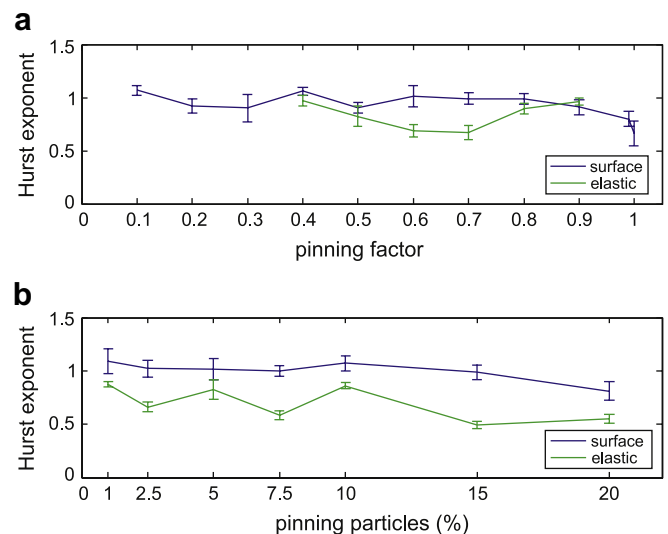 a
Hurst exponent
1.5
1
0.5
0
0 0.1 0.2 0.3 0.4 0.5 0.6 0.7 0.8 0.9 1
pinning factor
surface
elastic
b
Hurst exponent
1.5
1
0.5
0
0 1 2.5 5 7.5 10 15 20
pinning particles (%)
surface
elastic